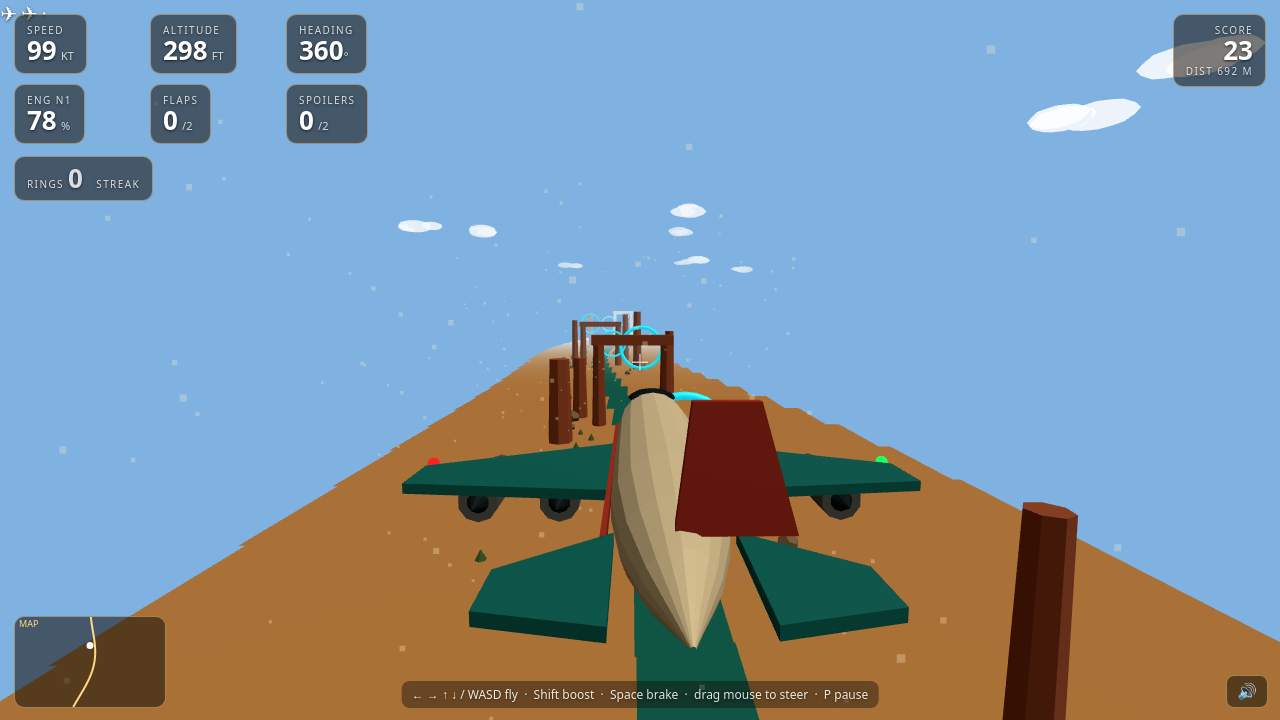 SPEED
99 KT
ALTITUDE
298 FT
HEADING
360°
SCORE
23
DIST 692 M
ENG N1
78 %
FLAPS
0 /2
SPOILERS
0 /2
RINGS 0 STREAK
MAP
← → ↑ ↓ / WASD fly · Shift boost · Space brake · drag mouse to steer · P pause